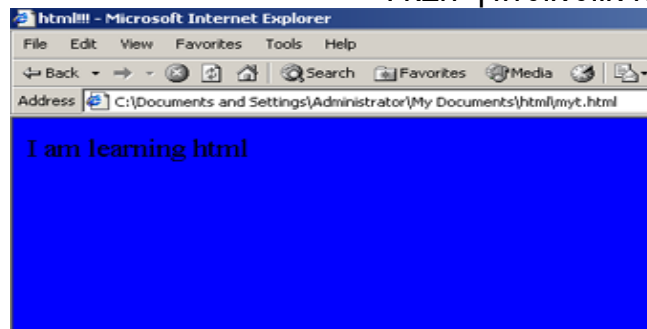 html!!! - Microsoft Internet Explorer
File Edit View Favorites Tools Help
Back Search Favorites Media
Address C:\Documents and Settings\Administrator\My Documents\html\myt.html
I am learning html